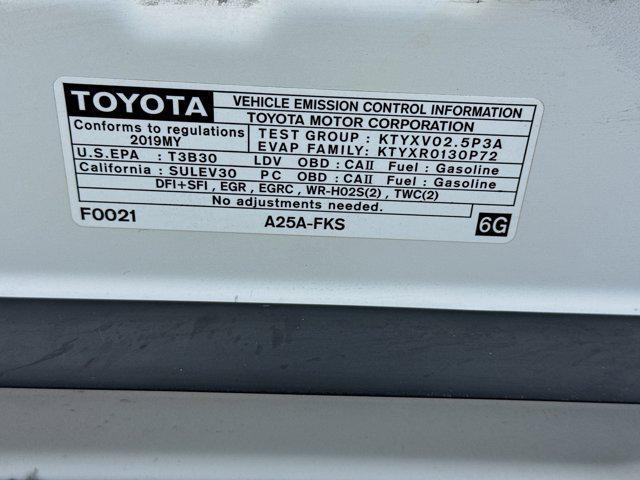 TOYOTA VEHICLE EMISSION CONTROL INFORMATION
TOYOTA MOTOR CORPORATION
Conforms to regulations
2019MY
TEST GROUP : KTYXV02.5P3A
EVAP FAMILY: KTYXR0130P72
U.S.EPA : T3B30 LDV OBD : CAII Fuel : Gasoline
California : SULEV30 PC OBD : CAII Fuel : Gasoline
DFI+SFI, EGR, EGRC, WR-HO2S(2), TWC(2)
No adjustments needed.
F0021 A25A-FKS 6G